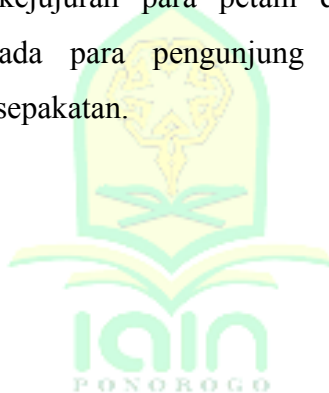 kejujuran para petani
ada para pengunjung
sepakatan.
iain
PONOROGO